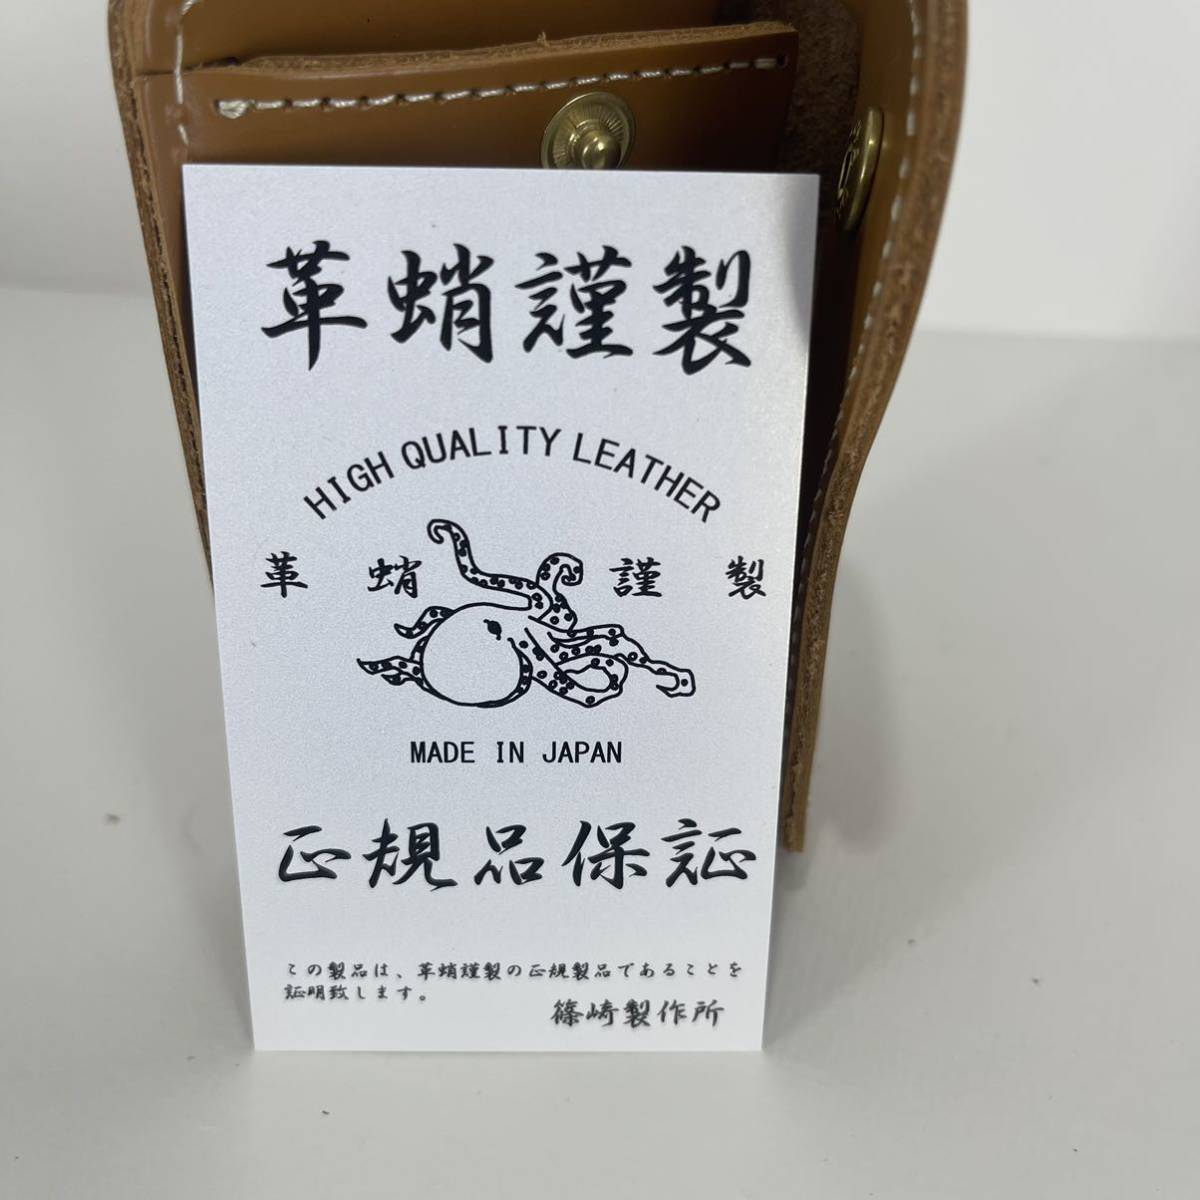 革蛸謹製
HIGH QUALITY LEATHER
革蛸謹製
MADE IN JAPAN
正規品保証
この製品は、革蛸謹製の正規製品であることを
証明致します。
篠崎製作所